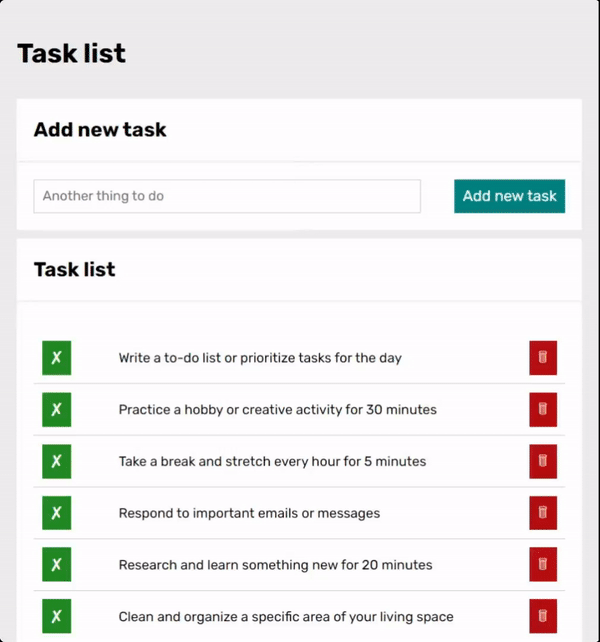 Task list
Add new task
Another thing to do
Add new task
Task list
✗ Write a to-do list or prioritize tasks for the day
✗ Practice a hobby or creative activity for 30 minutes
✗ Take a break and stretch every hour for 5 minutes
✗ Respond to important emails or messages
✗ Research and learn something new for 20 minutes
✗ Clean and organize a specific area of your living space